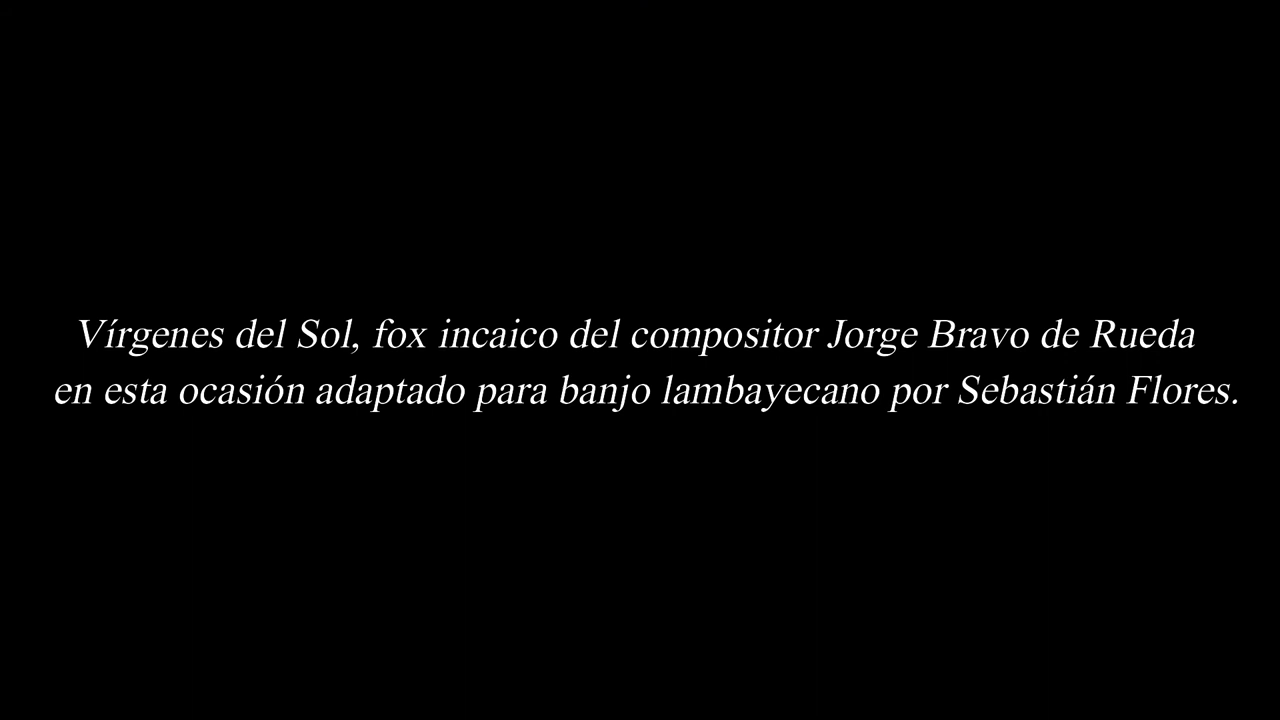 Vírgenes del Sol, fox incaico del compositor Jorge Bravo de Rueda
en esta ocasión adaptado para banjo lambayecano por Sebastián Flores.